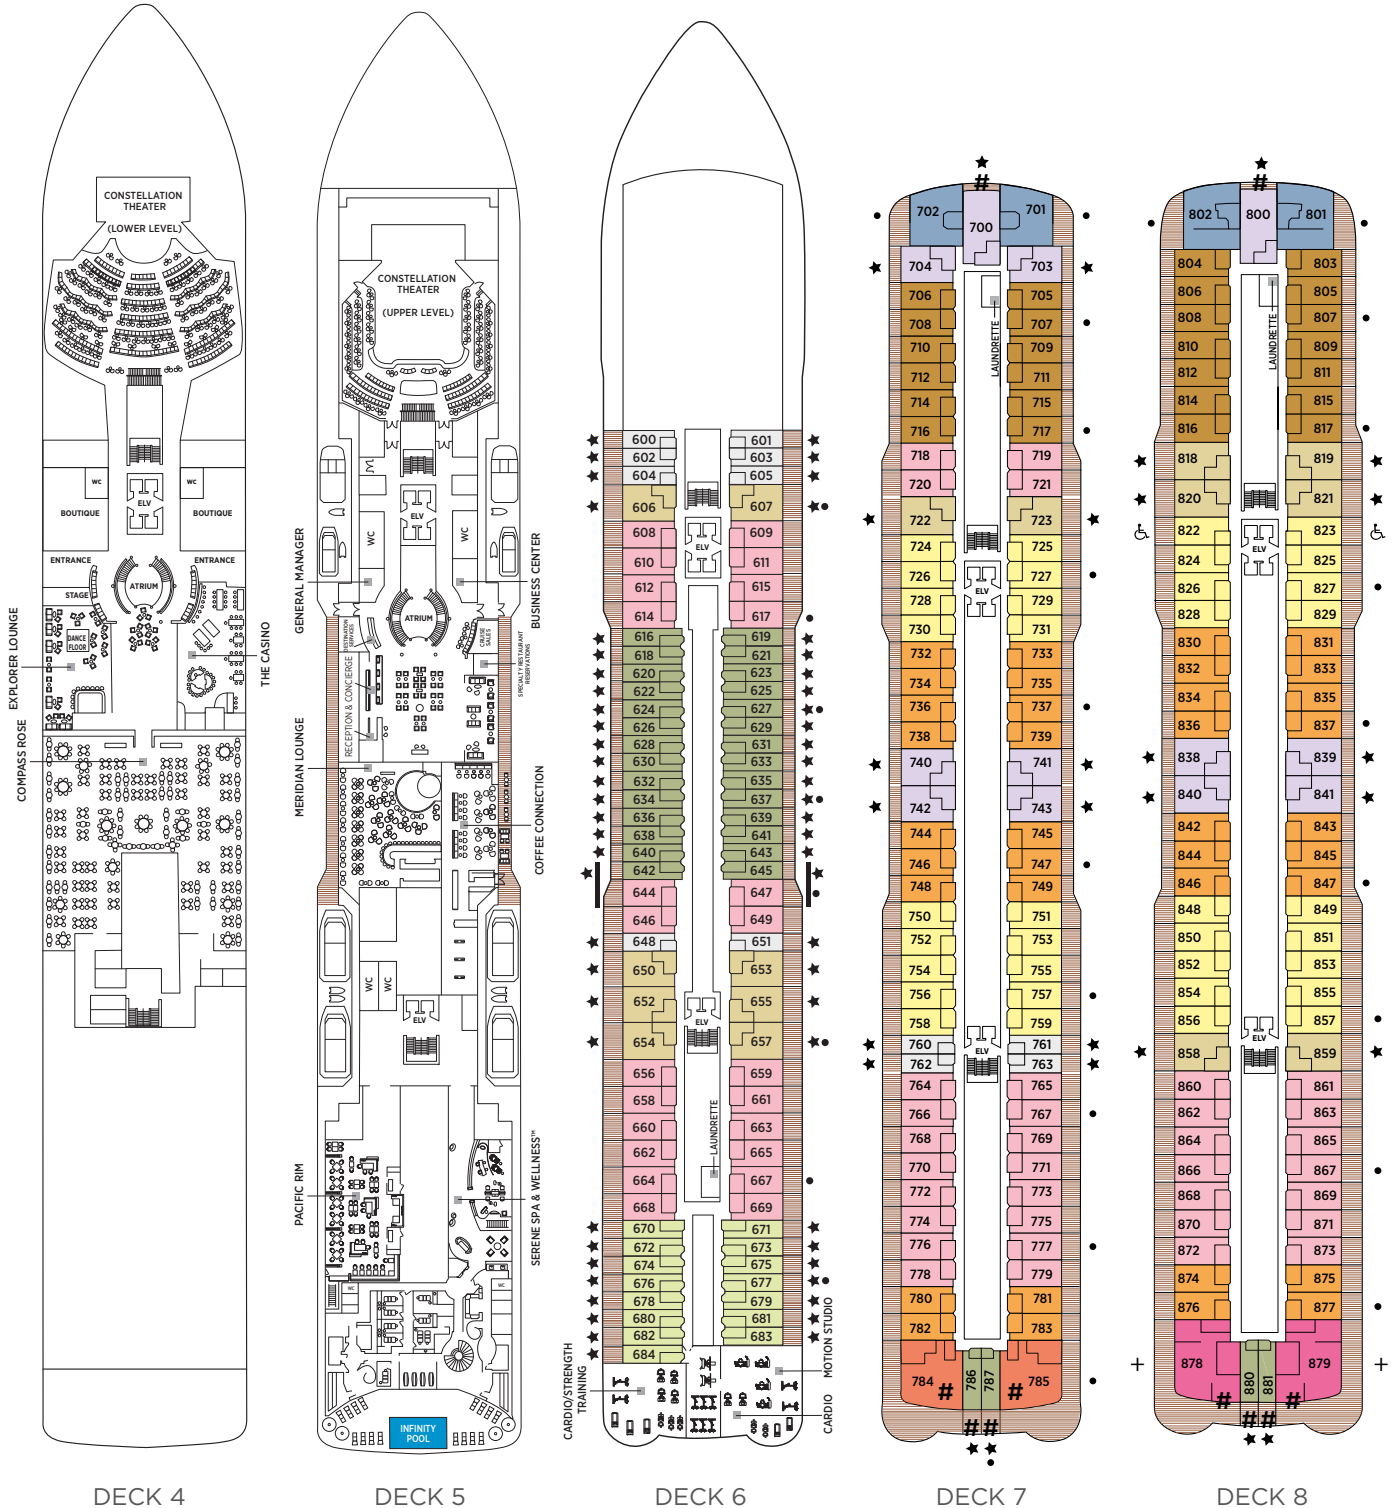 CONSTELLATION
THEATER
(LOWER LEVEL)
ELV
WC
WC
BOUTIQUE
BOUTIQUE
ENTRANCE
ENTRANCE
ATRIUM
STAGE
DANCE
FLOOR
EXPLORER LOUNGE
THE CASINO
COMPASS ROSE
DECK 4
CONSTELLATION
THEATER
(UPPER LEVEL)
ELV
WC
WC
GENERAL MANAGER
BUSINESS CENTER
ATRIUM
DESTINATION
SERVICES
CRUISE
SALES
SPECIALTY RESTAURANT
RESERVATIONS
RECEPTION & CONCIERGE
MERIDIAN LOUNGE
COFFEE CONNECTION
WC
WC
ELV
PACIFIC RIM
SERENE SPA & WELLNESS™
WC
WC
INFINITY
POOL
DECK 5
600 601
602 603
604 605
606 607
608 609
ELV
610 611
612 615
614 617
616 619
618 621
620 623
622 625
624 627
626 629
628 631
630 633
632 635
634 637
636 639
638 641
640 643
642 645
644 647
646 649
648 651
650 653
652 655
ELV
654 657
656 659
658 661
660 663
662 665
LAUNDRETTE
664 667
668 669
670 671
672 673
674 675
676 677
678 679
680 681
682 683
684
CARDIO/STRENGTH
TRAINING
MOTION STUDIO
CARDIO
DECK 6
#
702 701
700
704 703
706 705
708 707
LAUNDRETTE
710 709
712 711
714 715
716 717
718 719
720 721
722 723
724 725
726 727
ELV
728 729
730 731
732 733
734 735
736 737
738 739
740 741
742 743
744 745
746 747
748 749
750 751
752 753
754 755
756 757
758 759
760 761
ELV
762 763
764 765
766 767
768 769
770 771
772 773
774 775
776 777
778 779
780 781
782 783
784 786 787 785
# #
# #
DECK 7
#
802 800 801
804 803
806 805
808 807
LAUNDRETTE
810 809
812 811
814 815
816 817
818 819
820 821
822 823
ELV
824 825
826 827
828 829
830 831
832 833
834 835
836 837
838 839
840 841
842 843
844 845
846 847
848 849
850 851
852 853
854 855
856 857
ELV
858 859
860 861
862 863
864 865
866 867
868 869
870 871
872 873
874 875
876 877
878 880 881 879
# #
# #
DECK 8